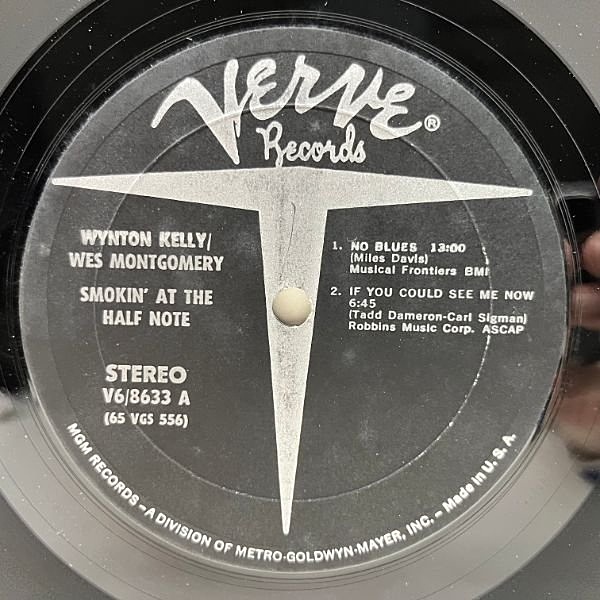 VERVE®
Records
WYNTON KELLY/
WES MONTGOMERY
SMOKIN' AT THE
HALF NOTE
STEREO
V6/8633 A
(65 VGS 556)
1. NO BLUES 13:00
(Miles Davis)
Musical Frontiers BMI
2. IF YOU COULD SEE ME NOW
6:45
(Tadd Dameron-Carl Sigman)
Robbins Music Corp. ASCAP
MGM RECORDS – A DIVISION OF METRO-GOLDWYN-MAYER, INC. – Made in U. S. A.